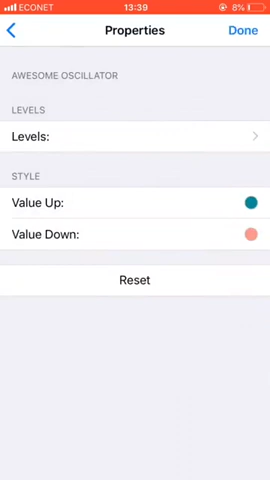 ECONET 13:39 8%
Properties Done
AWESOME OSCILLATOR
LEVELS
Levels:
STYLE
Value Up:
Value Down:
Reset